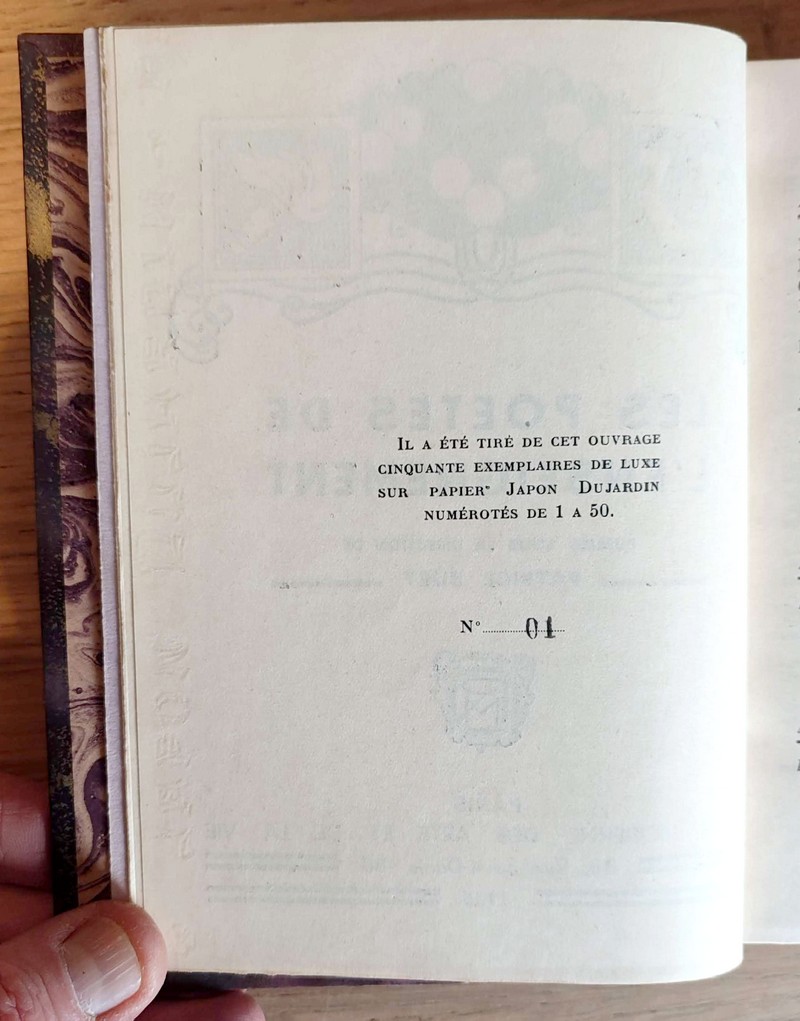 Il a été tiré de cet ouvrage
cinquante exemplaires de luxe
sur papier Japon Dujardin
numérotés de 1 a 50.
N° 01